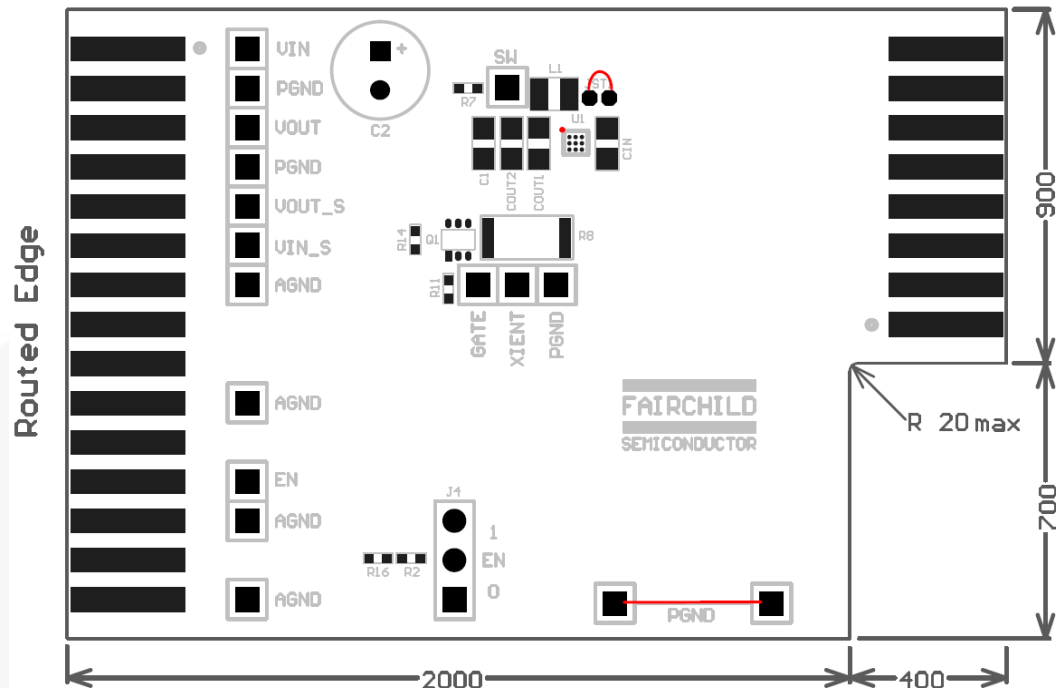 VIN
PGND
VOUT
PGND
VOUT_S
VIN_S
AGND
AGND
EN
AGND
AGND
Routed Edge
+
C2
SW
R7
L1
U1
CIN
C1
COUT2
COUT1
R14
Q1
R8
R11
GATE
XIENT
PGND
FAIRCHILD
SEMICONDUCTOR
J4
1
EN
0
R16
R2
PGND
R 20 max
900
700
2000
400